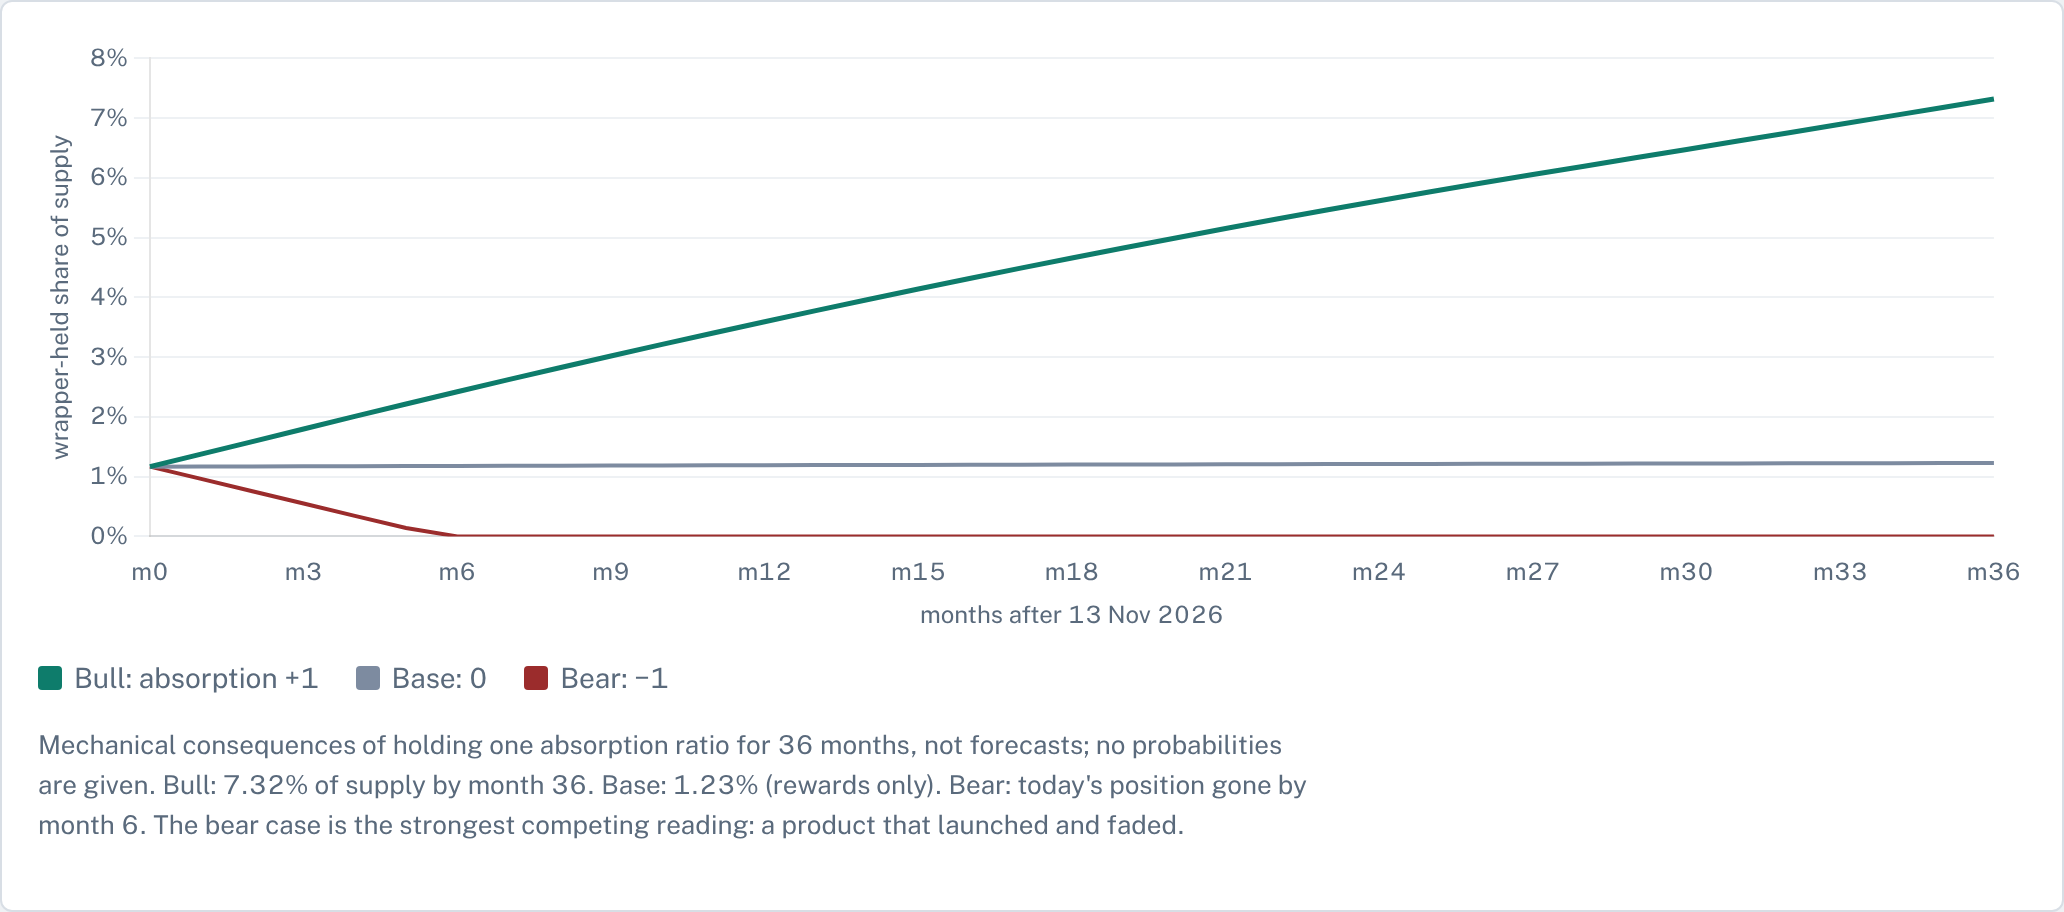 8%
7%
6%
5%
4%
3%
2%
1%
0%
wrapper-held share of supply
m0 m3 m6 m9 m12 m15 m18 m21 m24 m27 m30 m33 m36
months after 13 Nov 2026
Bull: absorption +1 Base: 0 Bear: −1
Mechanical consequences of holding one absorption ratio for 36 months, not forecasts; no probabilities
are given. Bull: 7.32% of supply by month 36. Base: 1.23% (rewards only). Bear: today's position gone by
month 6. The bear case is the strongest competing reading: a product that launched and faded.